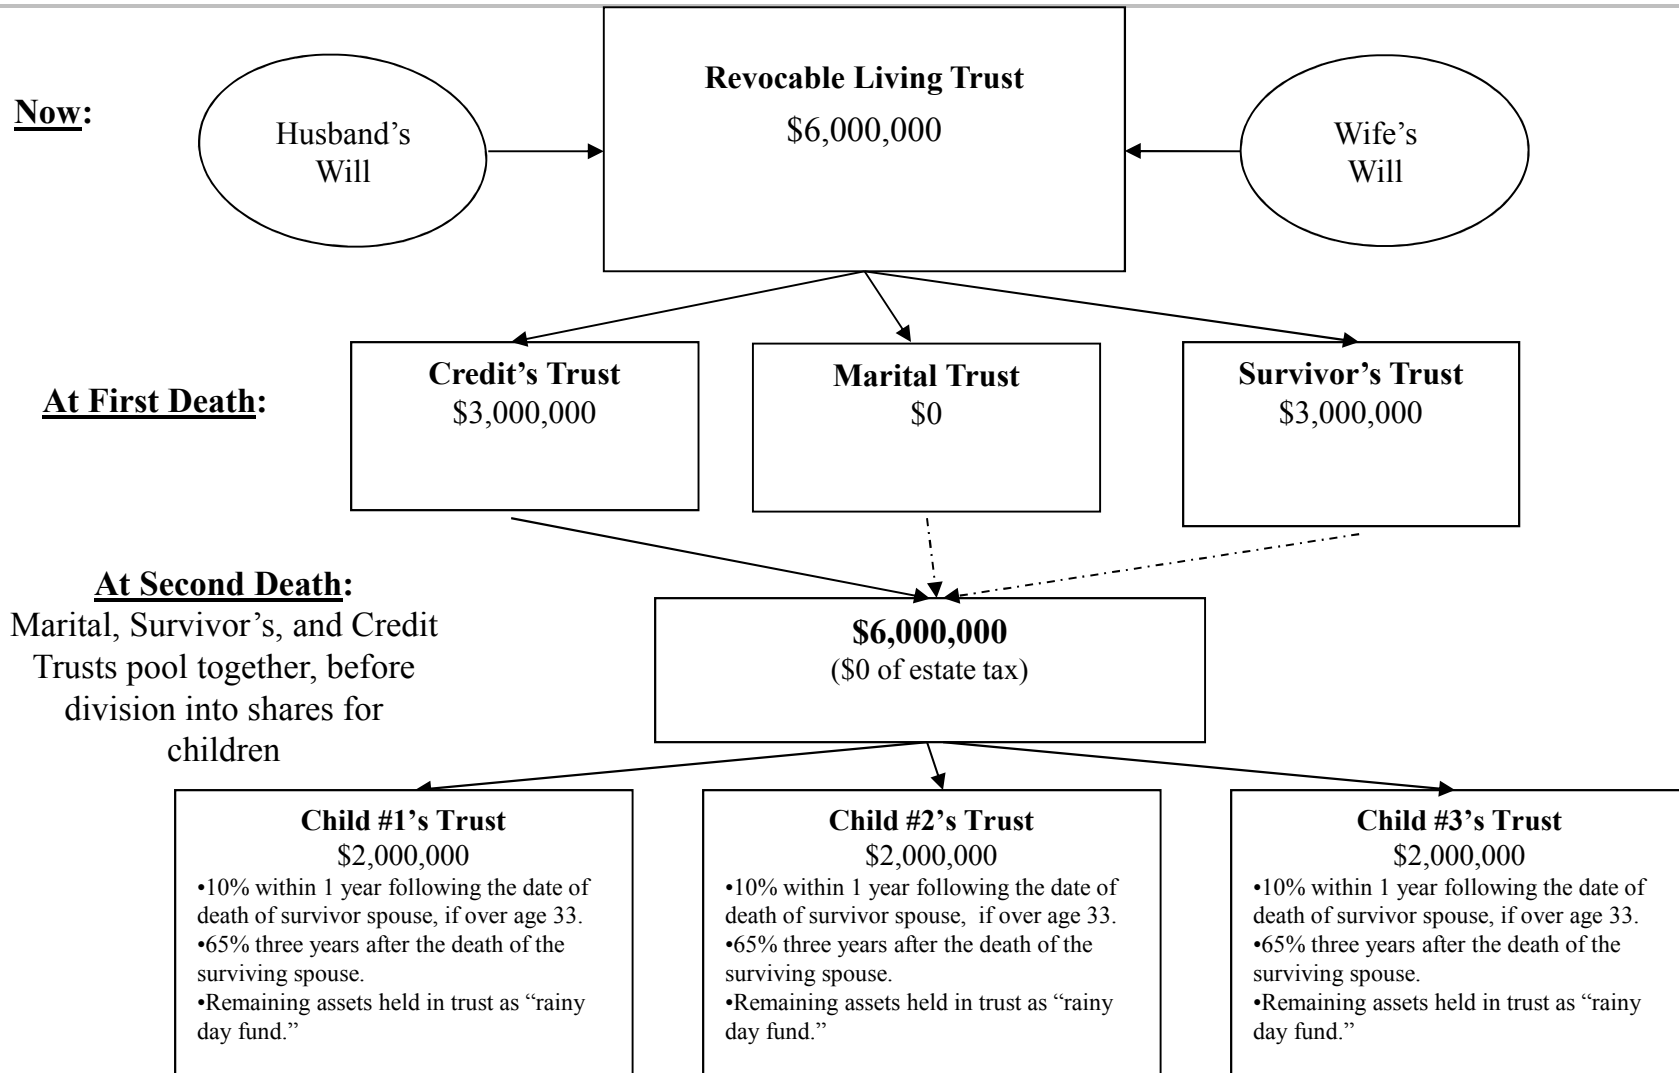 Now:
Husband’s
Will
Revocable Living Trust
$6,000,000
Wife’s
Will
At First Death:
Credit’s Trust
$3,000,000
Marital Trust
$0
Survivor’s Trust
$3,000,000
At Second Death:
Marital, Survivor’s, and Credit
Trusts pool together, before
division into shares for
children
$6,000,000
($0 of estate tax)
Child #1’s Trust
$2,000,000
•10% within 1 year following the date of
death of survivor spouse, if over age 33.
•65% three years after the death of the
surviving spouse.
•Remaining assets held in trust as “rainy
day fund.”
Child #2’s Trust
$2,000,000
•10% within 1 year following the date of
death of survivor spouse, if over age 33.
•65% three years after the death of the
surviving spouse.
•Remaining assets held in trust as “rainy
day fund.”
Child #3’s Trust
$2,000,000
•10% within 1 year following the date of
death of survivor spouse, if over age 33.
•65% three years after the death of the
surviving spouse.
•Remaining assets held in trust as “rainy
day fund.”